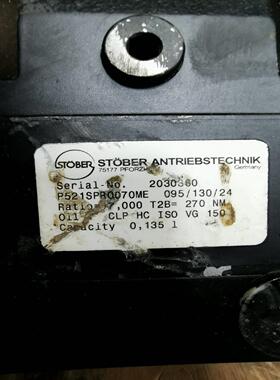 STÖBER STÖBER ANTRIEBSTECHNIK
75177 PFORZHEIM Germany
Serial-No. 2030360
P521SPR0070ME 095/130/24
Ratio= 7,000 T2B= 270 NM
Oil CLP HC ISO VG 150
Capacity 0,135 l